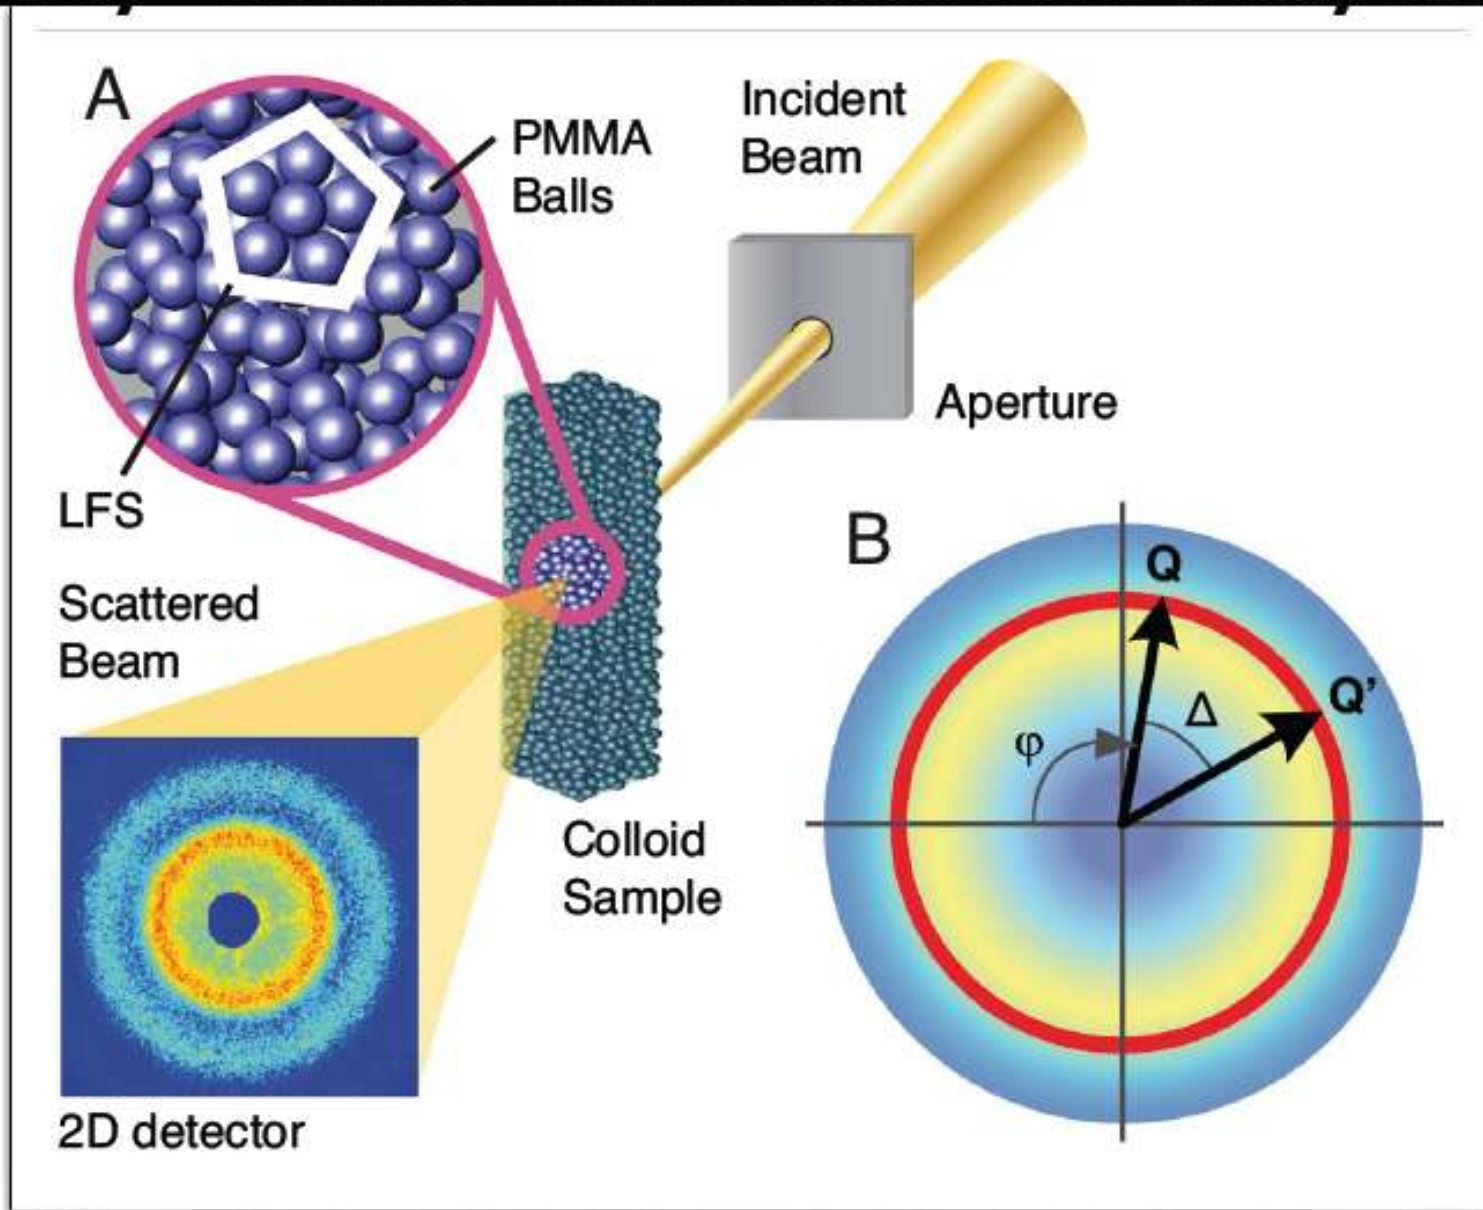 A
PMMA
Balls
Incident
Beam
Aperture
LFS
Scattered
Beam
Colloid
Sample
2D detector
B
Q
Q’
Δ
φ